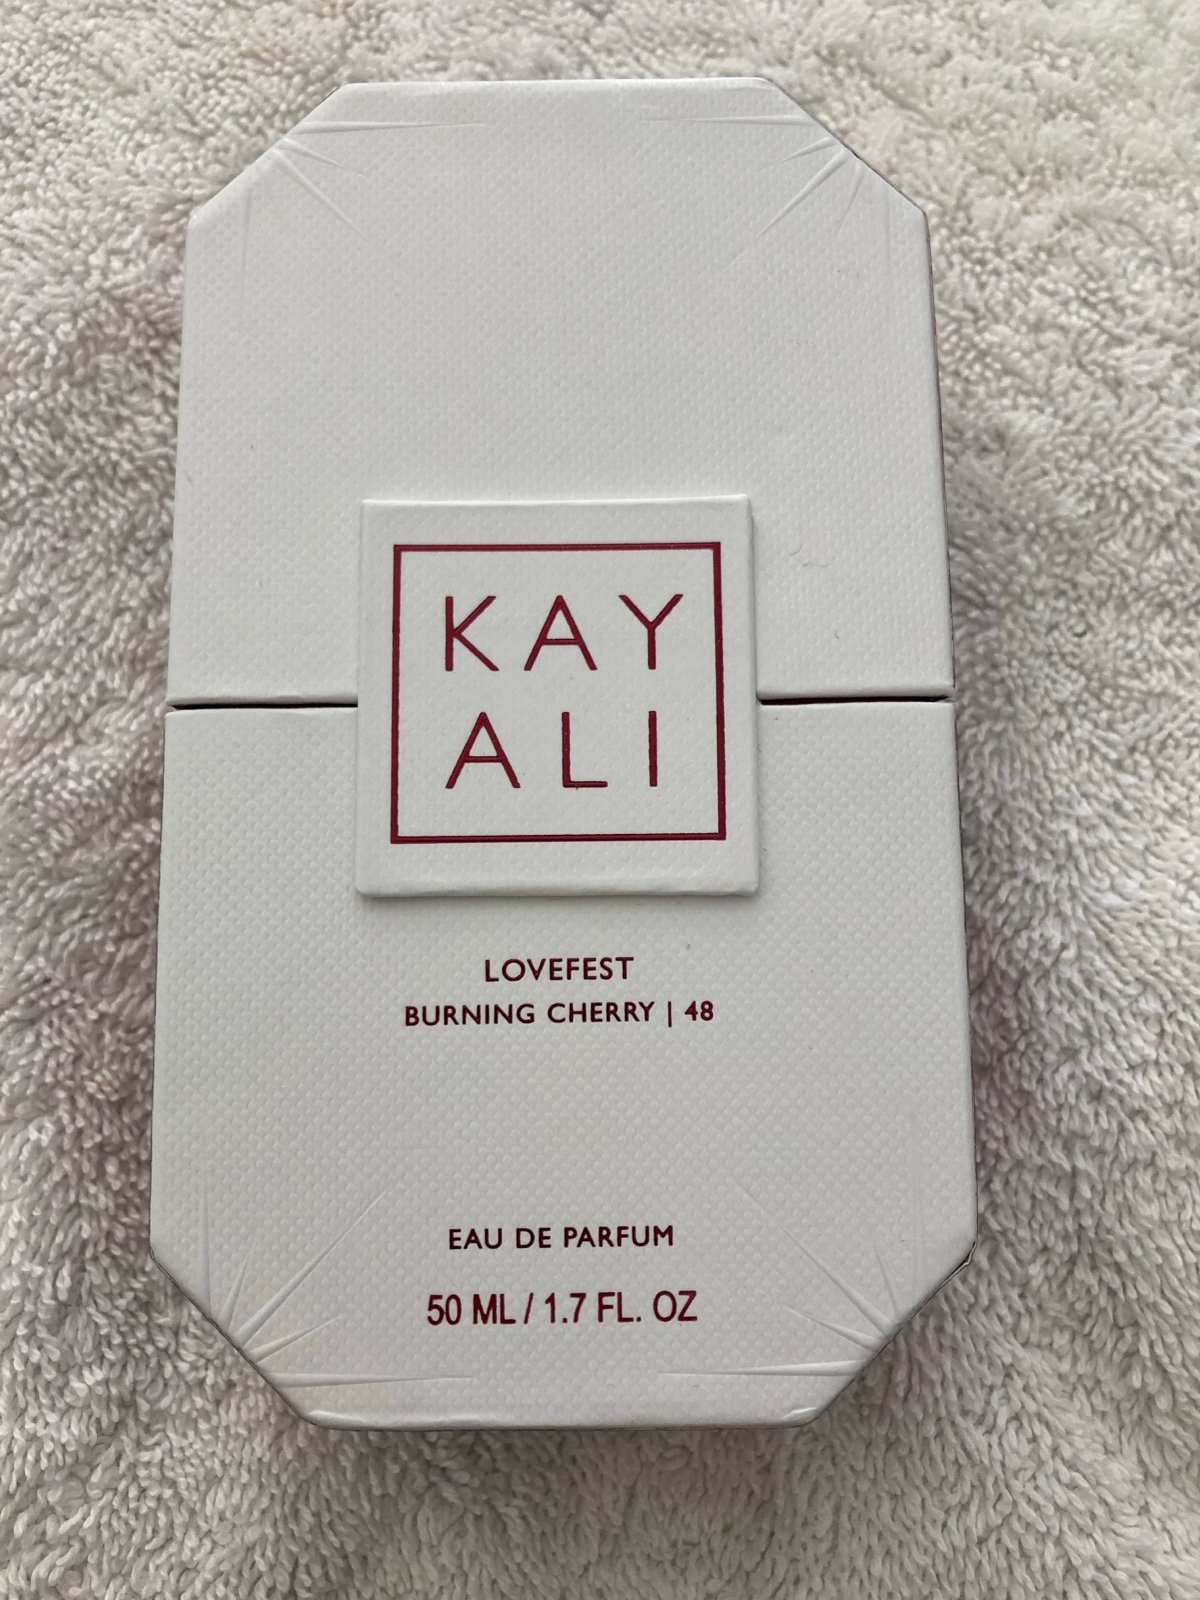 KAY
ALI
LOVEFEST
BURNING CHERRY | 48
EAU DE PARFUM
50 ML / 1.7 FL. OZ